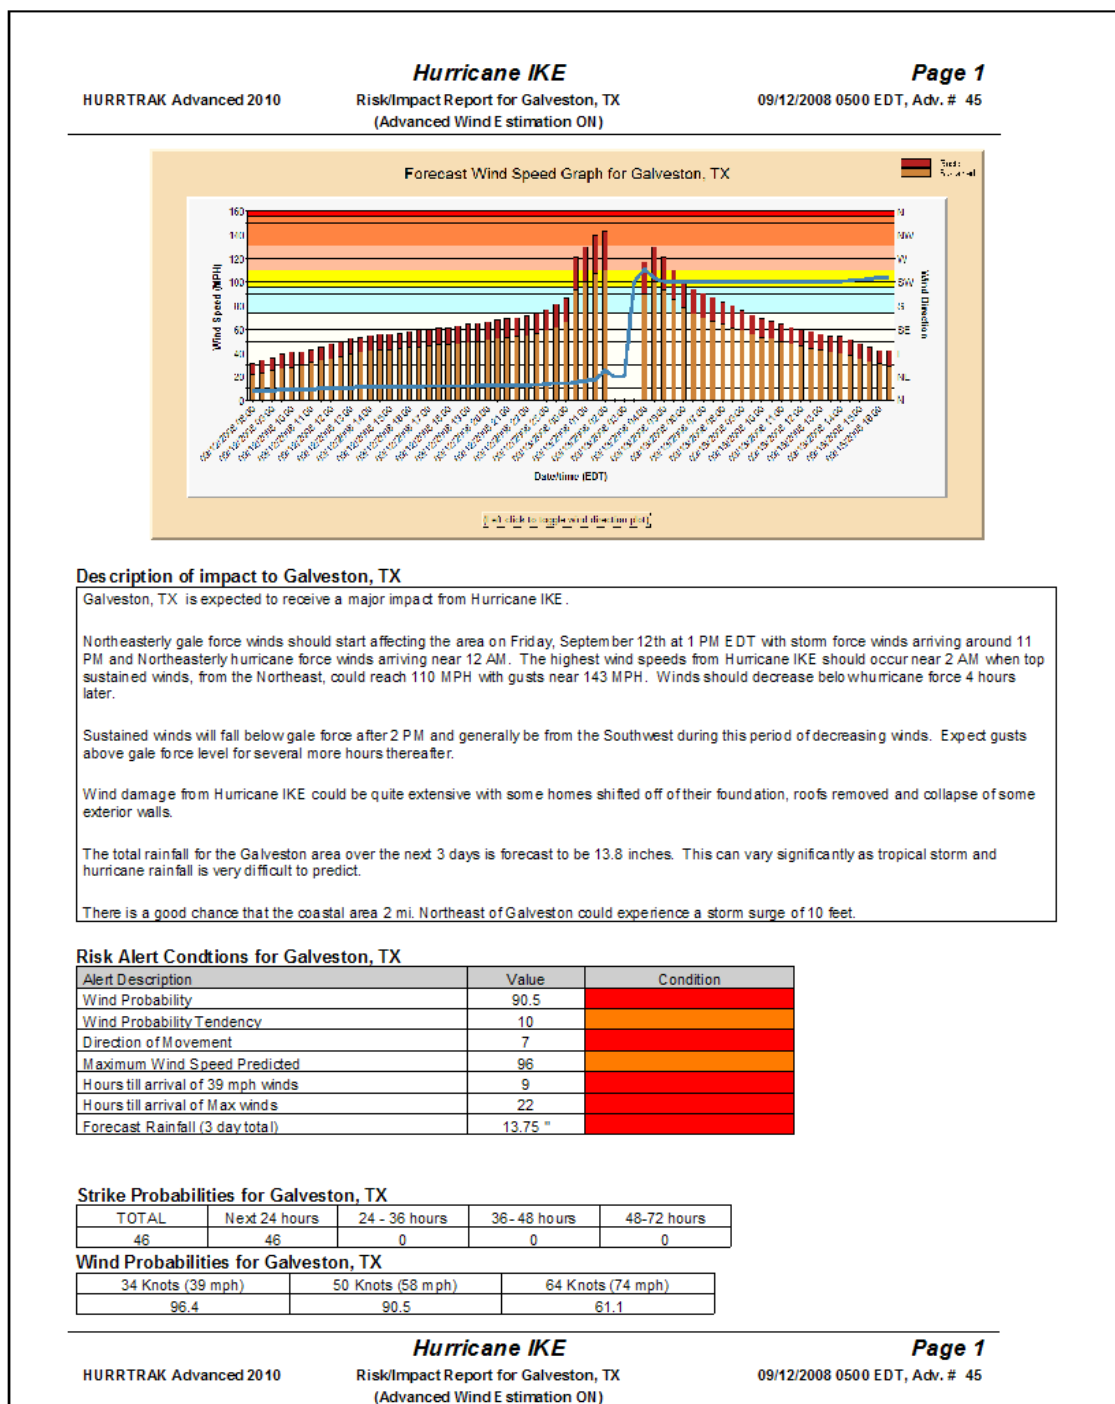 Hurricane IKE
Page 1
HURRTRAK Advanced 2010
Risk/Impact Report for Galveston, TX
09/12/2008 0500 EDT, Adv. # 45
(Advanced Wind Estimation ON)
Forecast Wind Speed Graph for Galveston, TX
160
140
120
100
80
60
40
20
0
Wind Speed (MPH)
N
NW
W
SW
S
SE
N
Wind Direction
Date/time (EDT)
(Left click to toggle wind direction plot)
Description of impact to Galveston, TX
Galveston, TX is expected to receive a major impact from Hurricane IKE.
Northeasterly gale force winds should start affecting the area on Friday, September 12th at 1 PM EDT with storm force winds arriving around 11
PM and Northeasterly hurricane force winds arriving near 12 AM. The highest wind speeds from Hurricane IKE should occur near 2 AM when top
sustained winds, from the Northeast, could reach 110 MPH with gusts near 143 MPH. Winds should decrease below hurricane force 4 hours
later.
Sustained winds will fall below gale force after 2 PM and generally be from the Southwest during this period of decreasing winds. Expect gusts
above gale force level for several more hours thereafter.
Wind damage from Hurricane IKE could be quite extensive with some homes shifted off of their foundation, roofs removed and collapse of some
exterior walls.
The total rainfall for the Galveston area over the next 3 days is forecast to be 13.8 inches. This can vary significantly as tropical storm and
hurricane rainfall is very difficult to predict.
There is a good chance that the coastal area 2 mi. Northeast of Galveston could experience a storm surge of 10 feet.
Risk Alert Condtions for Galveston, TX
Alert Description Value Condition
Wind Probability 90.5
Wind Probability Tendency 10
Direction of Movement 7
Maximum Wind Speed Predicted 96
Hours till arrival of 39 mph winds 9
Hours till arrival of Max winds 22
Forecast Rainfall (3 day total) 13.75 "
Strike Probabilities for Galveston, TX
TOTAL Next 24 hours 24 - 36 hours 36- 48 hours 48-72 hours
46 46 0 0 0
Wind Probabilities for Galveston, TX
34 Knots (39 mph) 50 Knots (58 mph) 64 Knots (74 mph)
96.4 90.5 61.1
Hurricane IKE
Page 1
HURRTRAK Advanced 2010
Risk/Impact Report for Galveston, TX
09/12/2008 0500 EDT, Adv. # 45
(Advanced Wind Estimation ON)